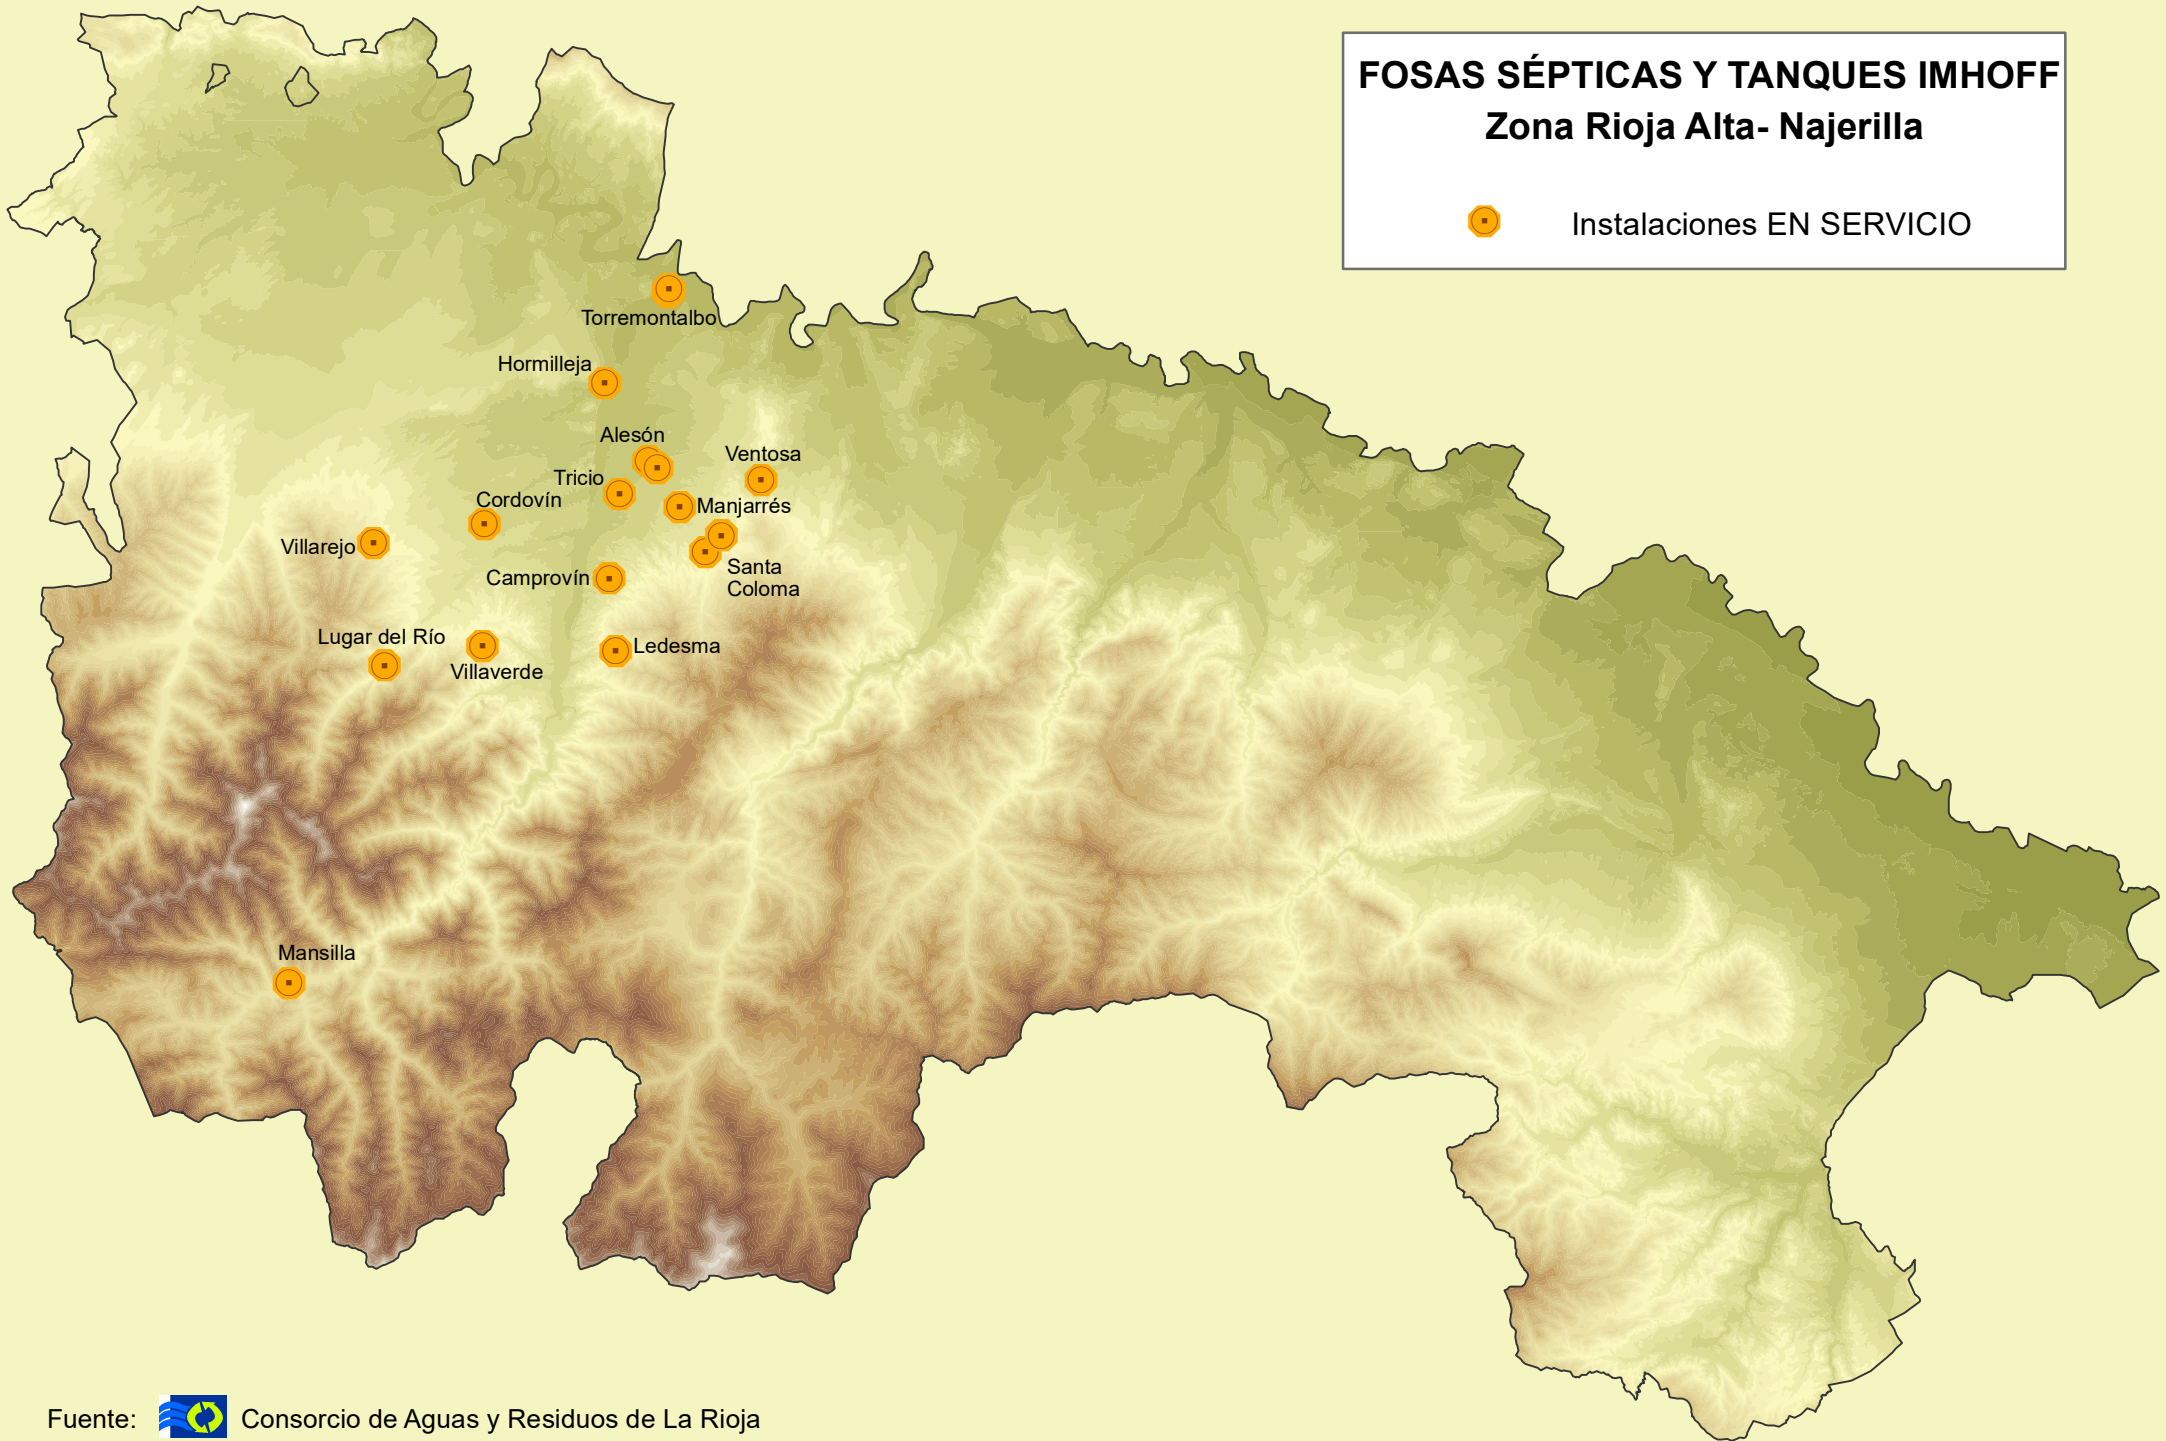 FOSAS SÉPTICAS Y TANQUES IMHOFF
Zona Rioja Alta- Najerilla
Instalaciones EN SERVICIO
Torremontalbo
Hormilleja
Alesón
Ventosa
Tricio
Cordovín
Manjarrés
Villarejo
Santa
Coloma
Camprovín
Lugar del Río
Ledesma
Villaverde
Mansilla
Fuente:
Consorcio de Aguas y Residuos de La Rioja